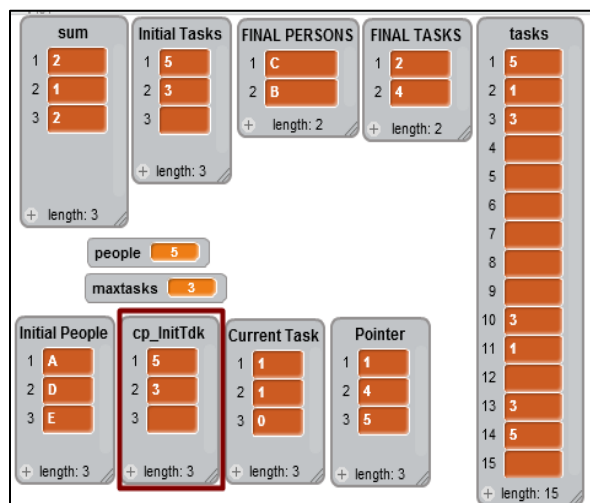 sum
1 2
2 1
3 2
+ length: 3
Initial Tasks
1 5
2 3
3
+ length: 3
FINAL PERSONS
1 C
2 B
+ length: 2
FINAL TASKS
1 2
2 4
+ length: 2
tasks
1 5
2 1
3 3
4
5
6
7
8
9
10 3
11 1
12
13 3
14 5
15
+ length: 15
people 5
maxtasks 3
Initial People
1 A
2 D
3 E
+ length: 3
cp_InitTdk
1 5
2 3
3
+ length: 3
Current Task
1 1
2 1
3 0
+ length: 3
Pointer
1 1
2 4
3 5
+ length: 3